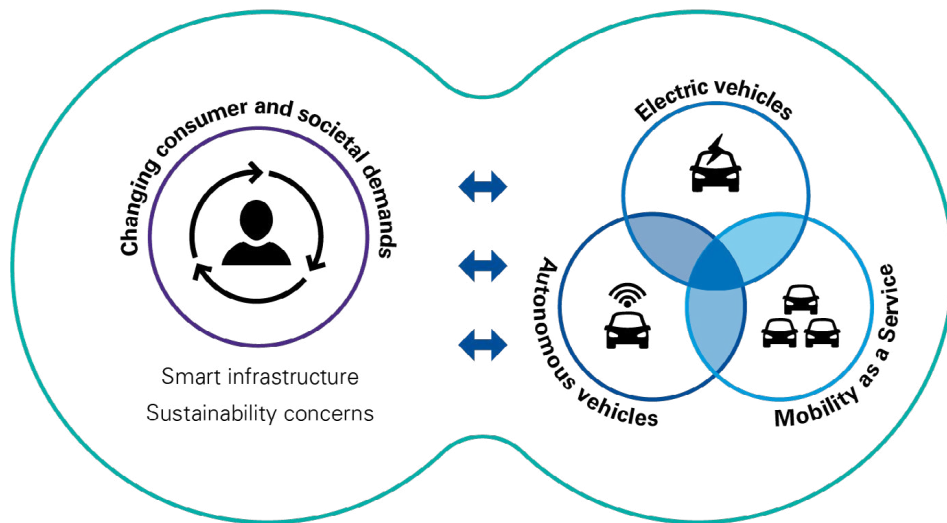 Changing consumer and societal demands
Smart infrastructure
Sustainability concerns
Electric vehicles
Autonomous vehicles
Mobility as a Service